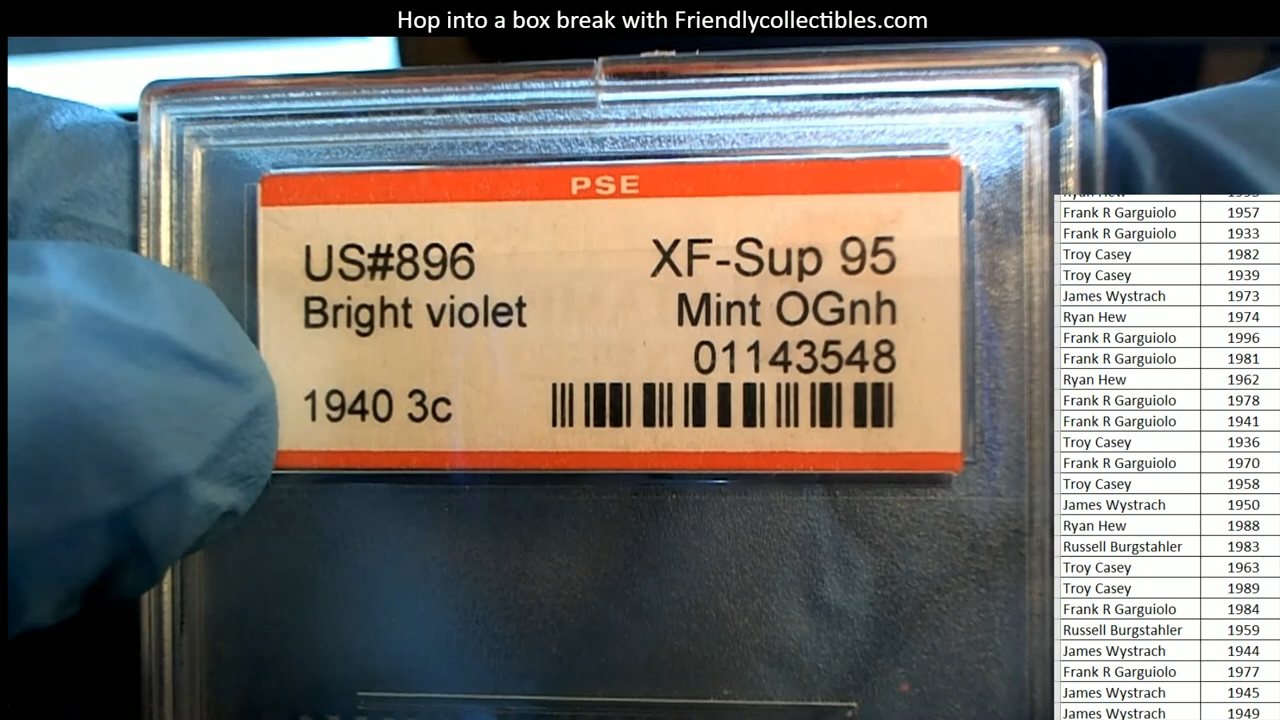 Hop into a box break with Friendlycollectibles.com
PSE
US#896 XF-Sup 95
Bright violet Mint OGnh
01143548
1940 3c
Ryan Hew
Frank R Garguiolo 1957
Frank R Garguiolo 1933
Troy Casey 1982
Troy Casey 1939
James Wystrach 1973
Ryan Hew 1974
Frank R Garguiolo 1996
Frank R Garguiolo 1981
Ryan Hew 1962
Frank R Garguiolo 1978
Frank R Garguiolo 1941
Troy Casey 1936
Frank R Garguiolo 1970
Troy Casey 1958
James Wystrach 1950
Ryan Hew 1988
Russell Burgstahler 1983
Troy Casey 1963
Troy Casey 1989
Frank R Garguiolo 1984
Russell Burgstahler 1959
James Wystrach 1944
Frank R Garguiolo 1977
James Wystrach 1945
James Wystrach 1949